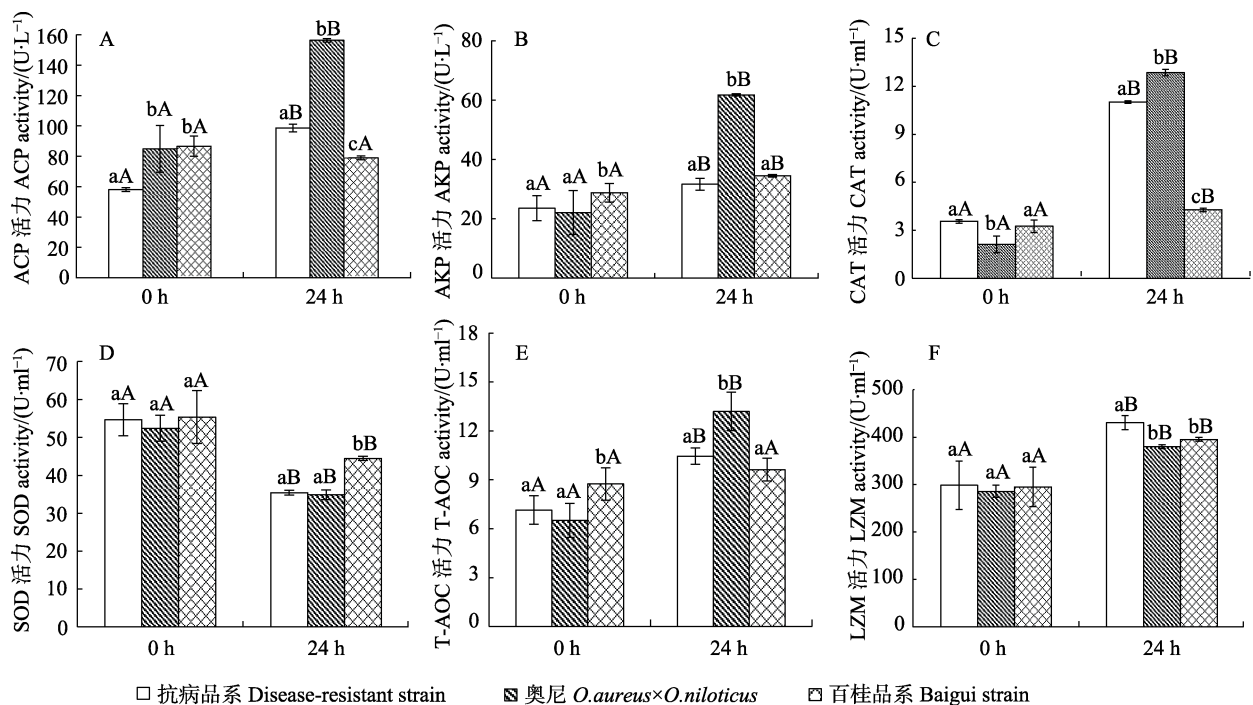 A
ACP 活力 ACP activity/(U·L⁻¹)
160
140
120
100
80
60
40
20
0
aA
bA
bA
aB
bB
cA
0 h
24 h
B
AKP 活力 AKP activity/(U·L⁻¹)
80
60
40
20
0
aA
aA
bA
aB
bB
aB
0 h
24 h
C
CAT 活力 CAT activity/(U·ml⁻¹)
15
12
9
6
3
0
aA
bA
aA
aB
bB
cB
0 h
24 h
D
SOD 活力 SOD activity/(U·ml⁻¹)
70
60
50
40
30
20
10
0
aA
aA
aA
aB
aB
bB
0 h
24 h
E
T-AOC 活力 T-AOC activity/(U·ml⁻¹)
18
15
12
9
6
3
0
aA
aA
bA
aB
bB
aA
0 h
24 h
F
LZM 活力 LZM activity/(U·ml⁻¹)
500
400
300
200
100
0
aA
aA
aA
aB
bB
bB
0 h
24 h
抗病品系 Disease-resistant strain 奥尼 O.aureus×O.niloticus 百桂品系 Baigui strain